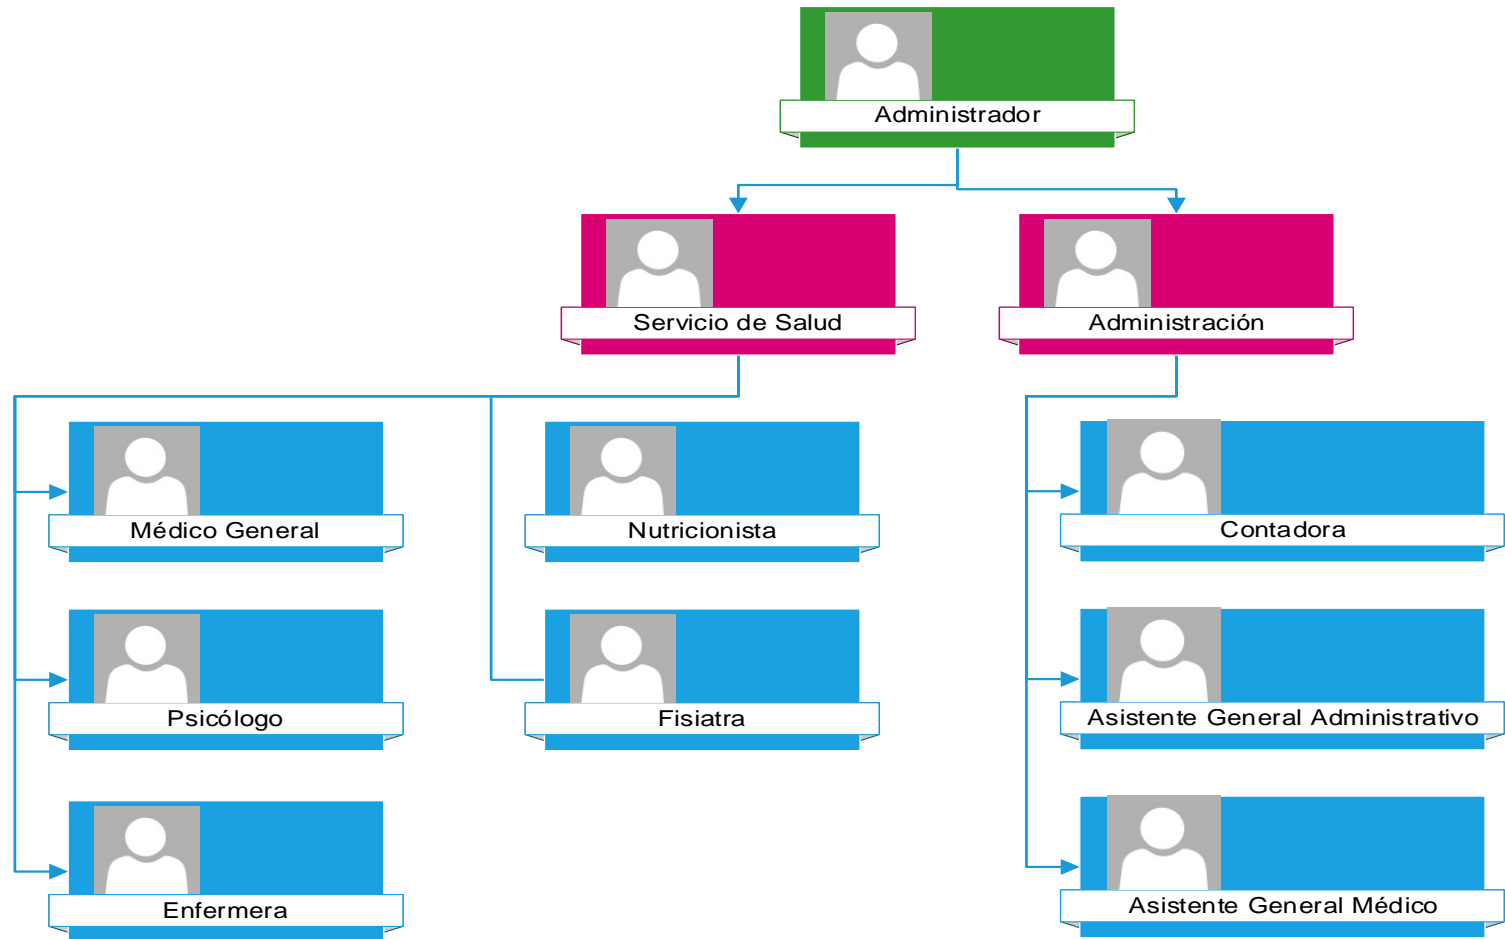 Administrador
Servicio de Salud
Administración
Médico General
Nutricionista
Contadora
Psicólogo
Fisiatra
Asistente General Administrativo
Enfermera
Asistente General Médico